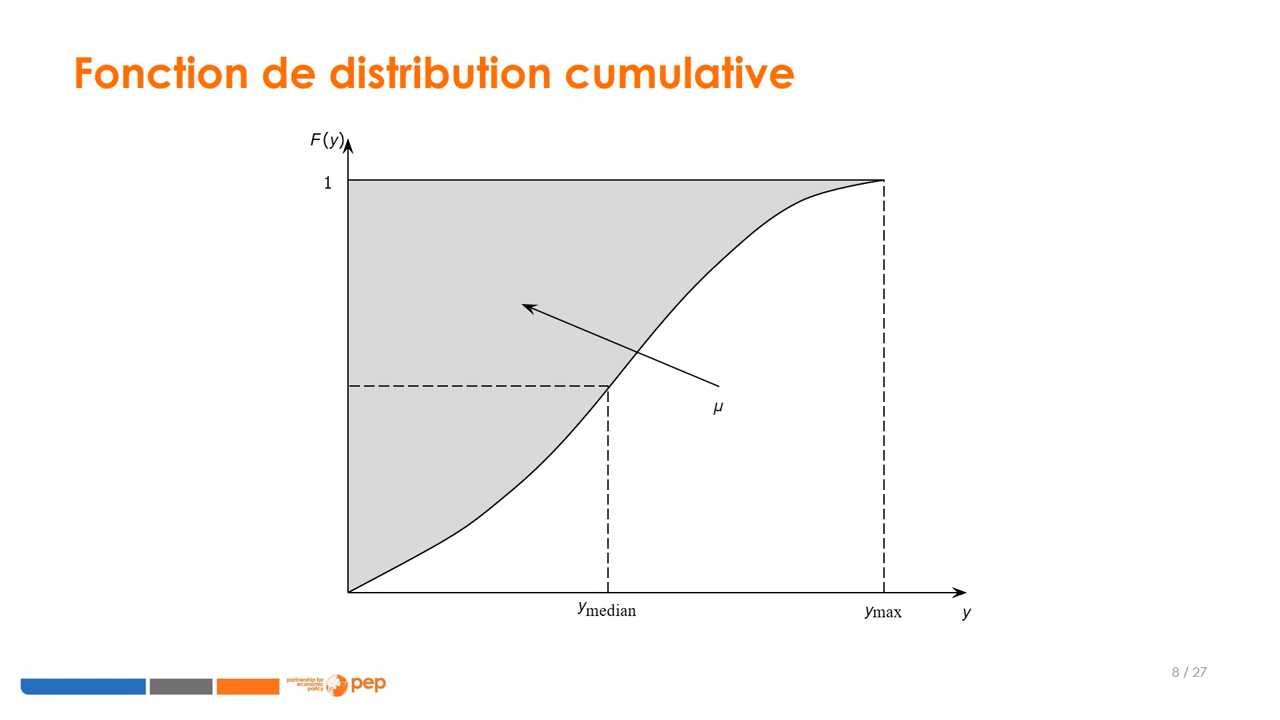 Fonction de distribution cumulative
F(y)
1
μ
ymedian
ymax
y
partnership for
economic
policy
pep
8 / 27